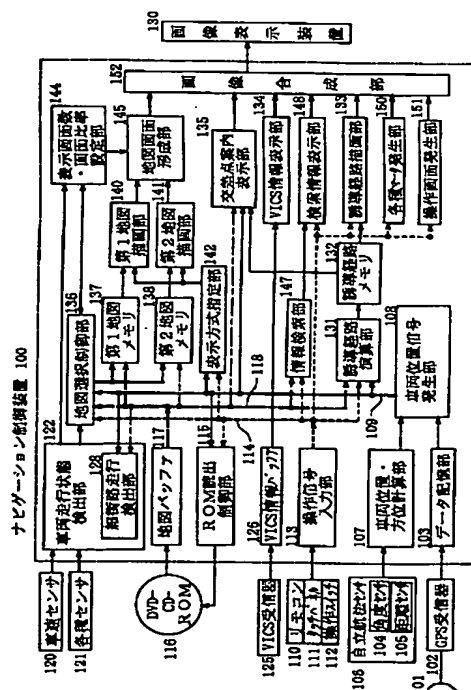 ナビゲーション制御装置 100
130
画像表示装置
152
画像合成部
144
表示画面数・画面比率設定部
145
地図画面形成部
135
交差点案内表示部
134
VICS情報表示部
148
検索情報表示部
133
誘導経路描画部
150
各種マーク発生部
151
操作画面発生部
140
第1地図描画部
141
第2地図描画部
142
表示方式指定部
147
情報検索部
132
誘導経路メモリ
131
誘導経路演算部
136
地図選択制御部
137
第1地図メモリ
138
第2地図メモリ
118
114
109
108
車両位置信号発生部
122
車両走行状態検出部
128
細街路走行検出部
117
地図バッファ
115
ROM読出制御部
126
VICS情報バッファ
113
操作信号入力部
107
車両位置・方位計算部
103
データ記憶部
120
車速センサ
121
各種センサ
DVD-
CD-
ROM
116
125
VICS受信器
110
リモコン
111
タッチパネル
112
操作スイッチ
106
自立航法センサ
104
角度センサ
105
距離センサ
102
GPS受信器
01